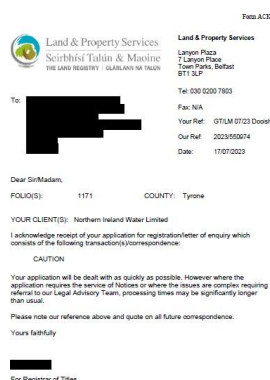 Form ACK
Land & Property Services
Seirbhísí Talún & Maoine
THE LAND REGISTRY | CLÁRLANN NA TALÚN
Land & Property Services
Lanyon Plaza
7 Lanyon Place
Town Parks, Belfast
BT1 3LP
Tel: 030 0200 7803
Fax: N/A
To:
Your Ref: GT/LM 07/23 Dooish
Our Ref: 2023/550974
Date: 17/07/2023
Dear Sir/Madam,
FOLIO(S): 1171 COUNTY: Tyrone
YOUR CLIENT(S): Northern Ireland Water Limited
I acknowledge receipt of your application for registration/letter of enquiry which
consists of the following transaction(s)/correspondence:
CAUTION
Your application will be dealt with as quickly as possible. However where the
application requires the service of Notices or where the issues are complex requiring
referral to our Legal Advisory Team, processing times may be significantly longer
than usual.
Please note our reference above and quote on all future correspondence.
Yours faithfully
For Registrar of Titles